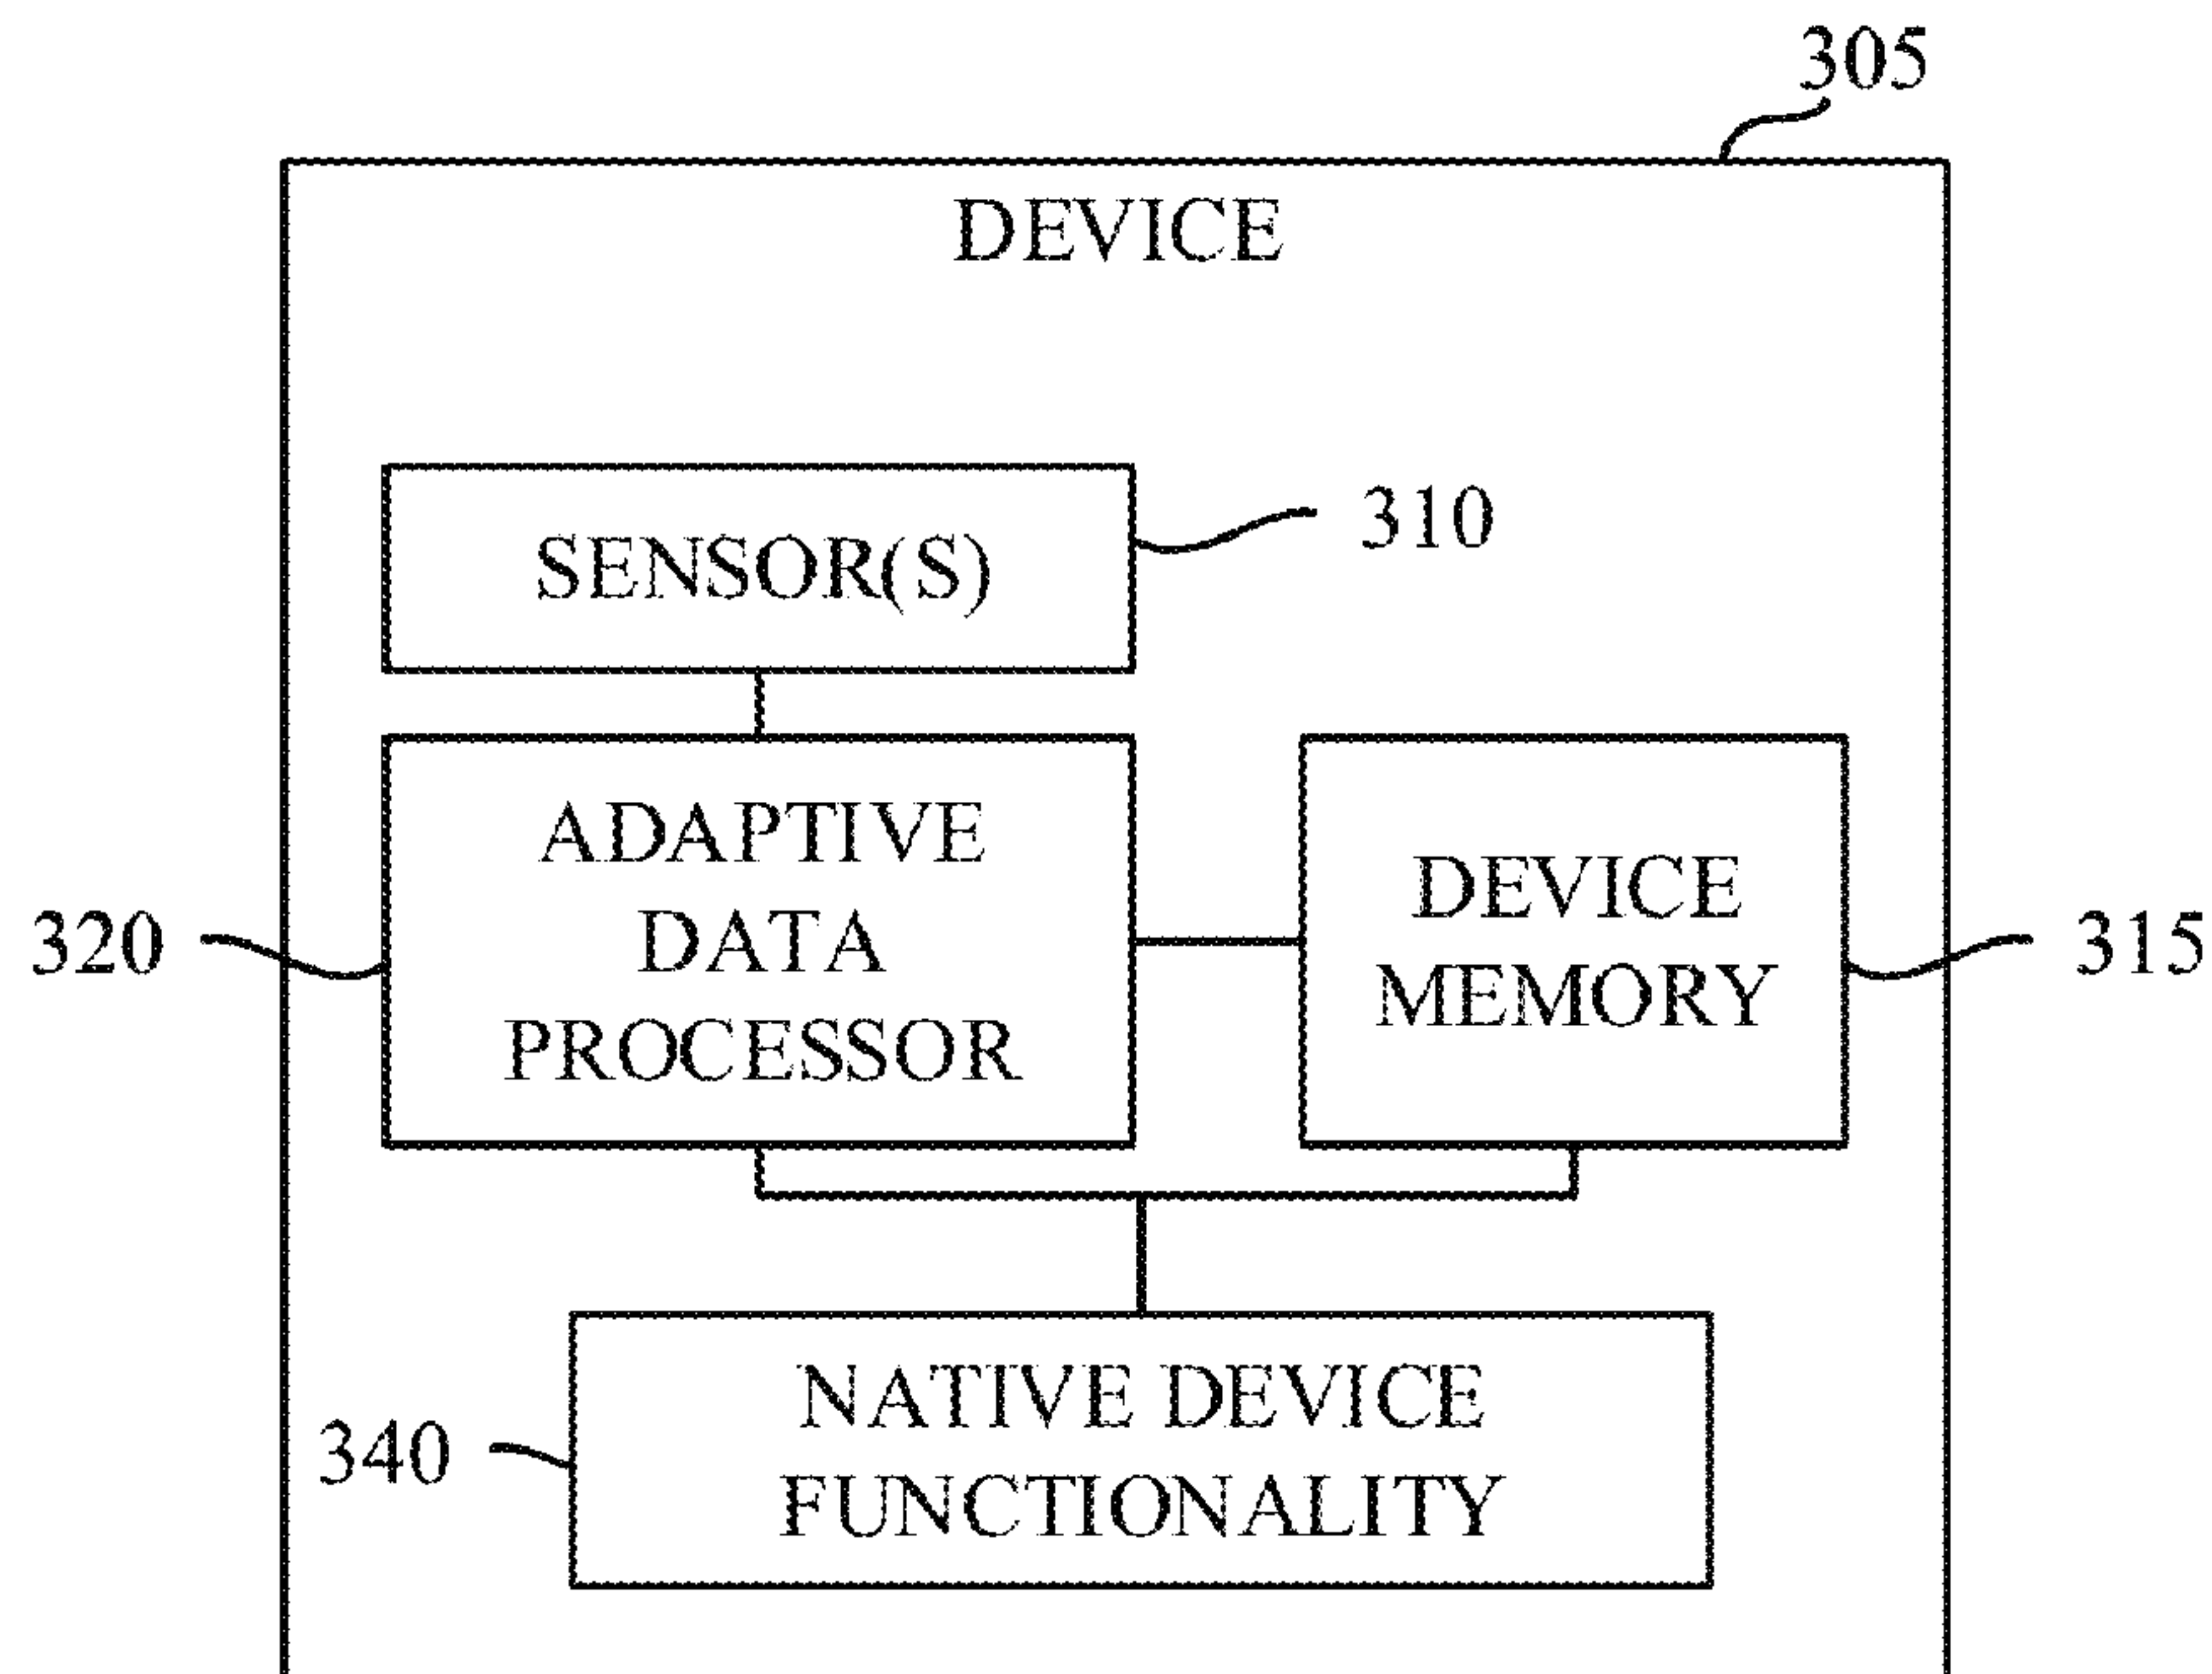 305
DEVICE
SENSOR(S)
310
ADAPTIVE
DATA
PROCESSOR
DEVICE
MEMORY
320
315
NATIVE DEVICE
FUNCTIONALITY
340